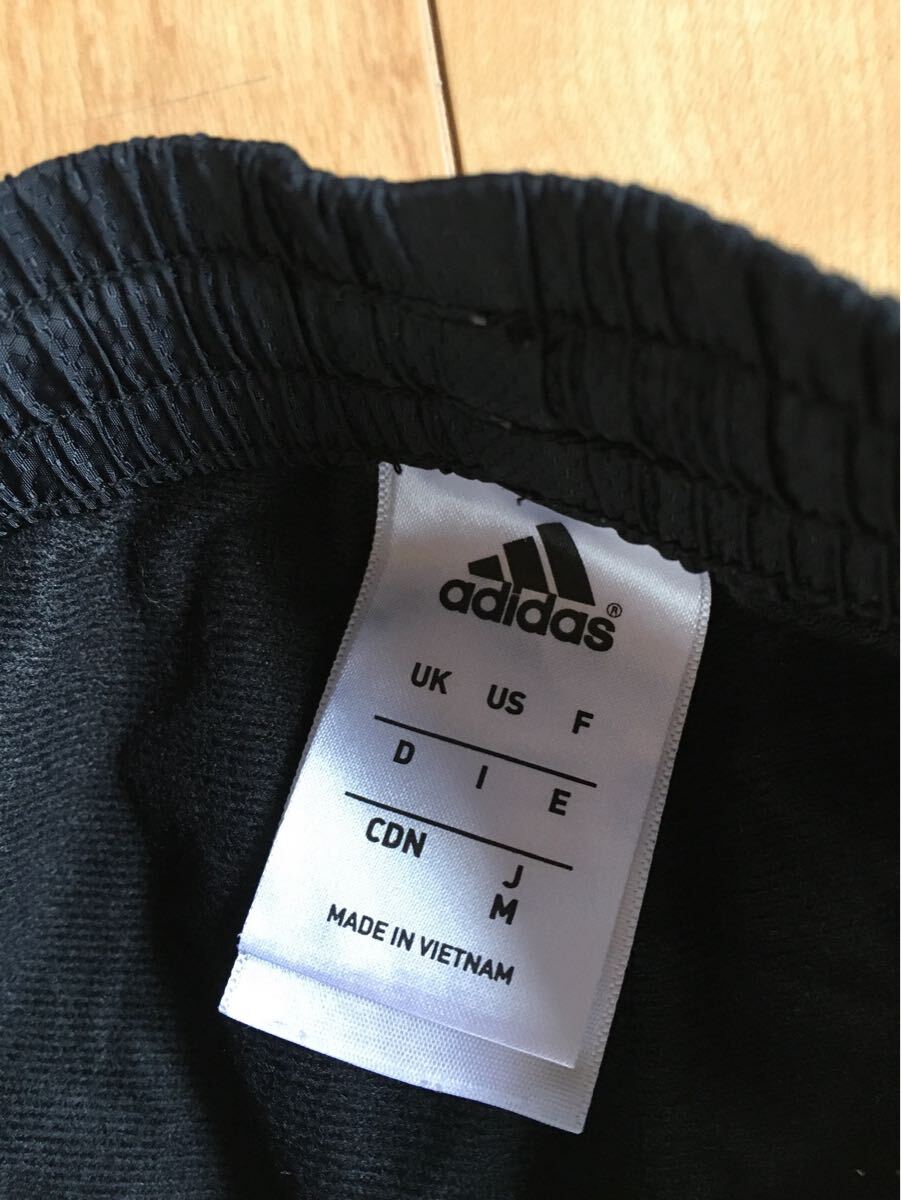 adidas®
UK US F
D I E
CDN J
M
MADE IN VIETNAM